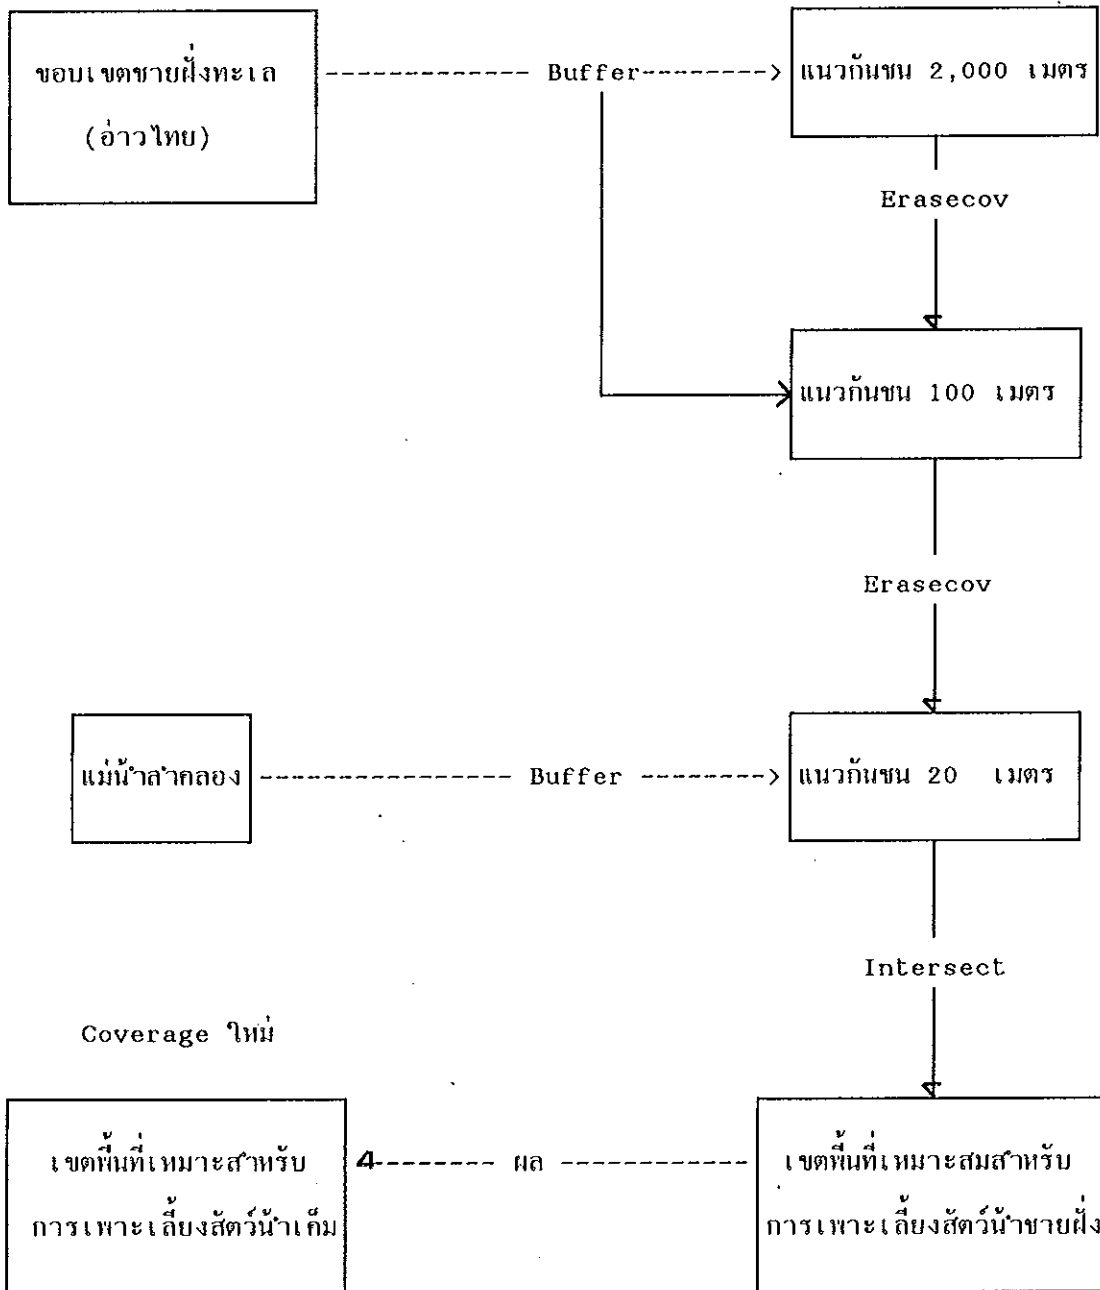 ขอบเขตชายฝั่งทะเล
(อ่าวไทย)
Buffer
แนวกันชน 2,000 เมตร
Erasecov
แนวกันชน 100 เมตร
Erasecov
แม่น้ำลำคลอง
Buffer
แนวกันชน 20 เมตร
Intersect
Coverage ใหม่
เขตพื้นที่เหมาะสำหรับ
การเพาะเลี้ยงสัตว์น้ำเค็ม
ผล
เขตพื้นที่เหมาะสมสำหรับ
การเพาะเลี้ยงสัตว์น้ำชายฝั่ง